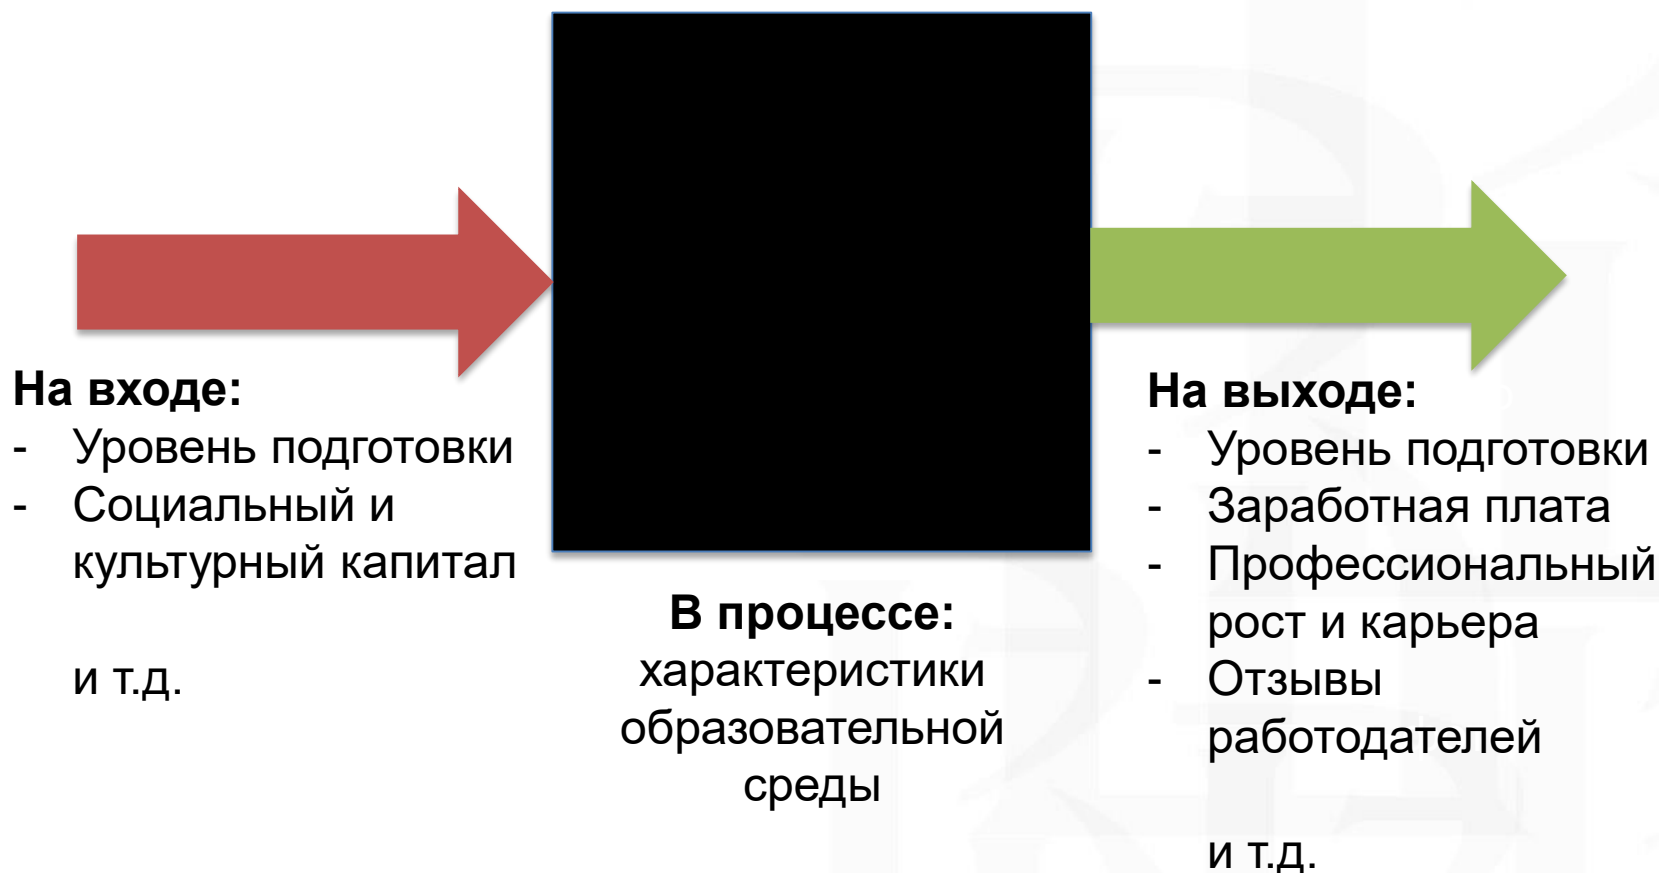 На входе:
- Уровень подготовки
- Социальный и
культурный капитал
и т.д.
В процессе:
характеристики
образовательной
среды
На выходе:
- Уровень подготовки
- Заработная плата
- Профессиональный
рост и карьера
- Отзывы
работодателей
и т.д.